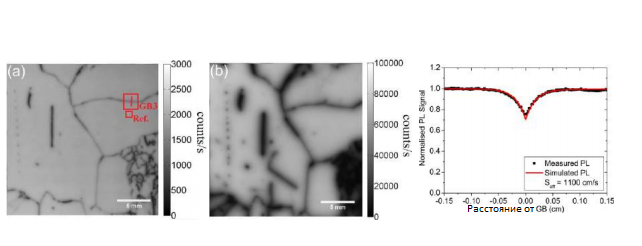 (a)
GB3
Ref.
5 mm
3000
2500
2000
1500
1000
500
0
counts/s
(b)
5 mm
100000
80000
60000
40000
20000
0
counts/s
Normalised PL Signal
1.2
1.0
0.8
0.6
0.4
0.2
0.0
Measured PL
Simulated PL
S_eff = 1100 cm/s
-0.15 -0.10 -0.05 0.00 0.05 0.10 0.15
Расстояние от GB (cm)